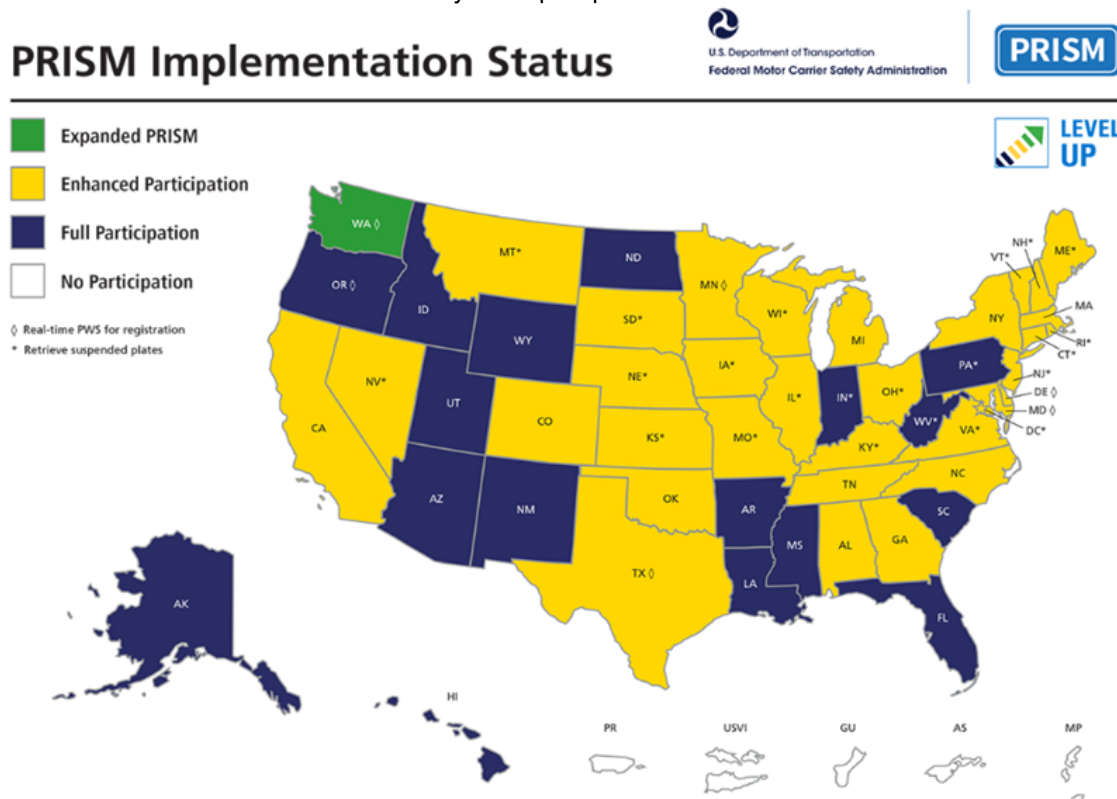 PRISM Implementation Status
U.S. Department of Transportation
Federal Motor Carrier Safety Administration
PRISM
Expanded PRISM
Enhanced Participation
Full Participation
No Participation
◊ Real-time PWS for registration
* Retrieve suspended plates
LEVEL
UP
WA ◊
MT*
ND
MN ◊
OR ◊
ID
WY
SD*
WI*
MI
NY
VT*
NH*
ME*
MA
RI*
CT*
NJ*
DE ◊
MD ◊
DC*
PA*
NV*
UT
CO
NE*
IA*
IL*
IN*
OH*
WV*
VA*
KY*
CA
AZ
NM
KS*
MO*
OK
AR
TN
NC
SC
TX ◊
LA
MS
AL
GA
FL
AK
HI
PR
USVI
GU
AS
MP